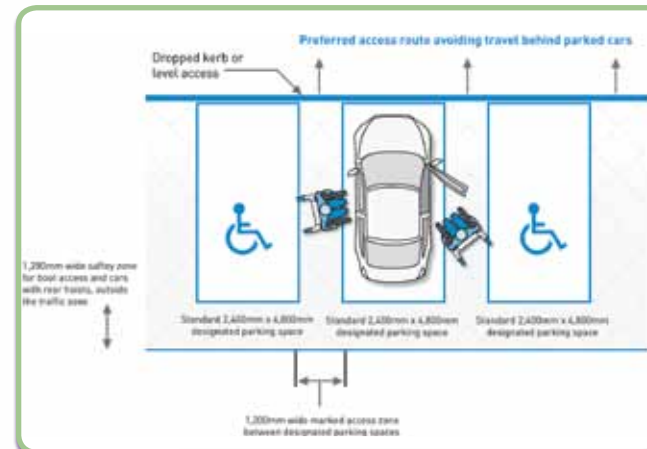 Preferred access route avoiding travel behind parked cars
Dropped kerb or
level access
1,200mm wide safety zone
for boot access and cars
with rear hoists, outside
the traffic zone
Standard 2,400mm x 4,800mm
designated parking space
Standard 2,400mm x 4,800mm
designated parking space
Standard 2,400mm x 4,800mm
designated parking space
1,200mm wide marked access zone
between designated parking spaces